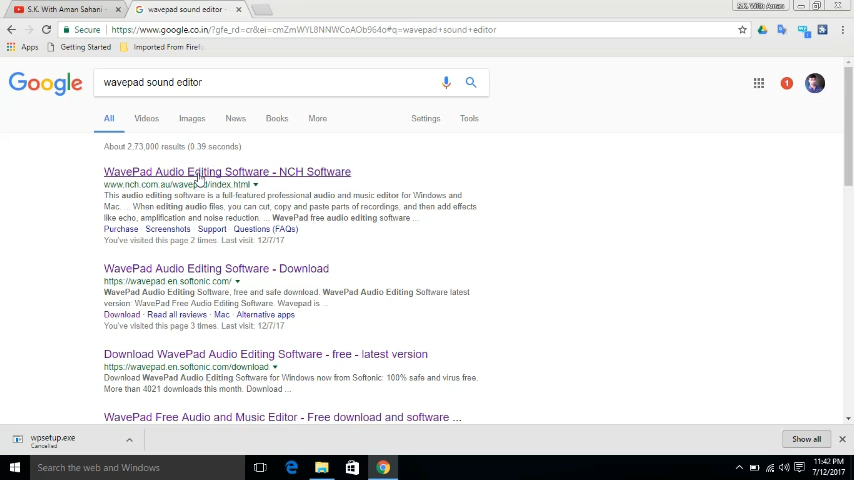 S.K. With Aman Sahani -
wavepad sound editor -
S.K. With Aman
Secure
https://www.google.co.in/?gfe_rd=cr&ei=cmZmWYL8NNWCoAOb964o#q=wavepad+sound+editor
Apps
Getting Started
Imported From Firef
Google
wavepad sound editor
1
All
Videos
Images
News
Books
More
Settings
Tools
About 2,73,000 results (0.39 seconds)
WavePad Audio Editing Software - NCH Software
www.nch.com.au/wavepad/index.html
This audio editing software is a full-featured professional audio and music editor for Windows and
Mac. ... When editing audio files, you can cut, copy and paste parts of recordings, and then add effects
like echo, amplification and noise reduction. ... WavePad free audio editing software ...
Purchase · Screenshots · Support · Questions (FAQs)
You've visited this page 2 times. Last visit: 12/7/17
WavePad Audio Editing Software - Download
https://wavepad.en.softonic.com/
WavePad Audio Editing Software, free and safe download. WavePad Audio Editing Software latest
version: WavePad Free Audio Editing Software. Wavepad is ...
Download · Read all reviews · Mac · Alternative apps
You've visited this page 3 times. Last visit: 12/7/17
Download WavePad Audio Editing Software - free - latest version
https://wavepad.en.softonic.com/download
Download WavePad Audio Editing Software for Windows now from Softonic: 100% safe and virus free.
More than 4021 downloads this month. Download ...
WavePad Free Audio and Music Editor - Free download and software ...
wpsetup.exe
Cancelled
Show all
Search the web and Windows
11:42 PM
7/12/2017